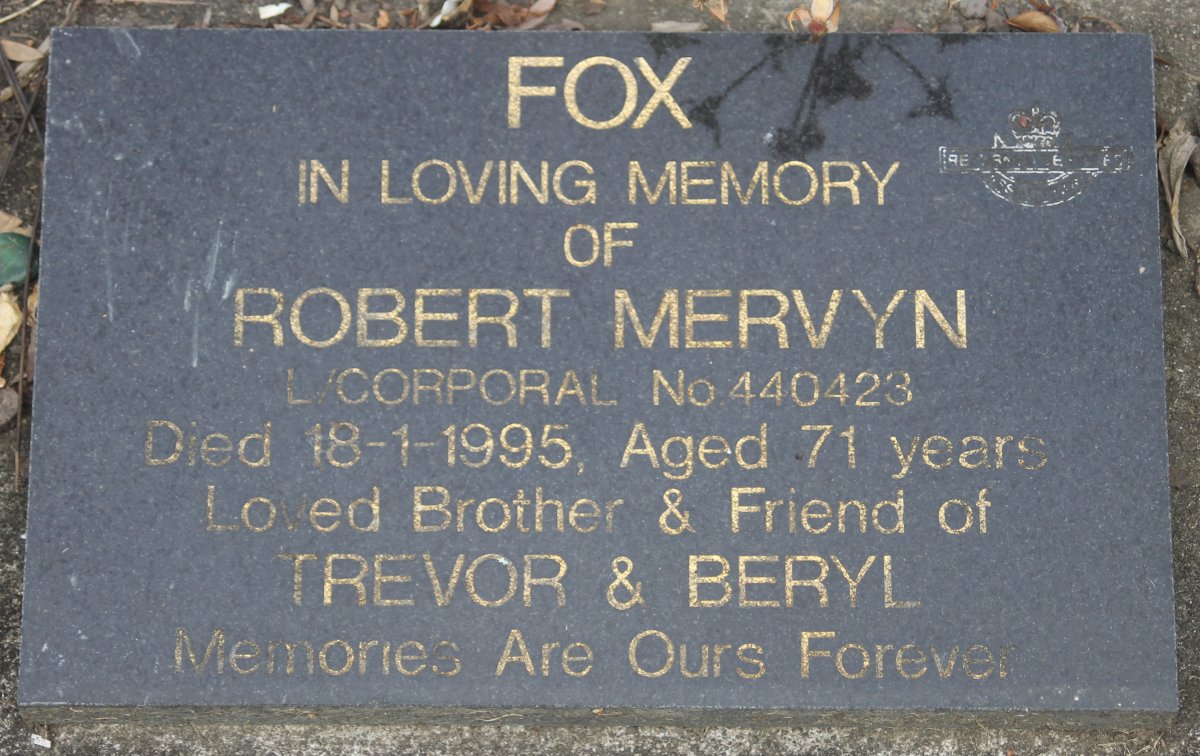 FOX
IN LOVING MEMORY
OF
ROBERT MERVYN
L/CORPORAL No 440423
Died 18-1-1995, Aged 71 years
Loved Brother & Friend of
TREVOR & BERYL
Memories Are Ours Forever